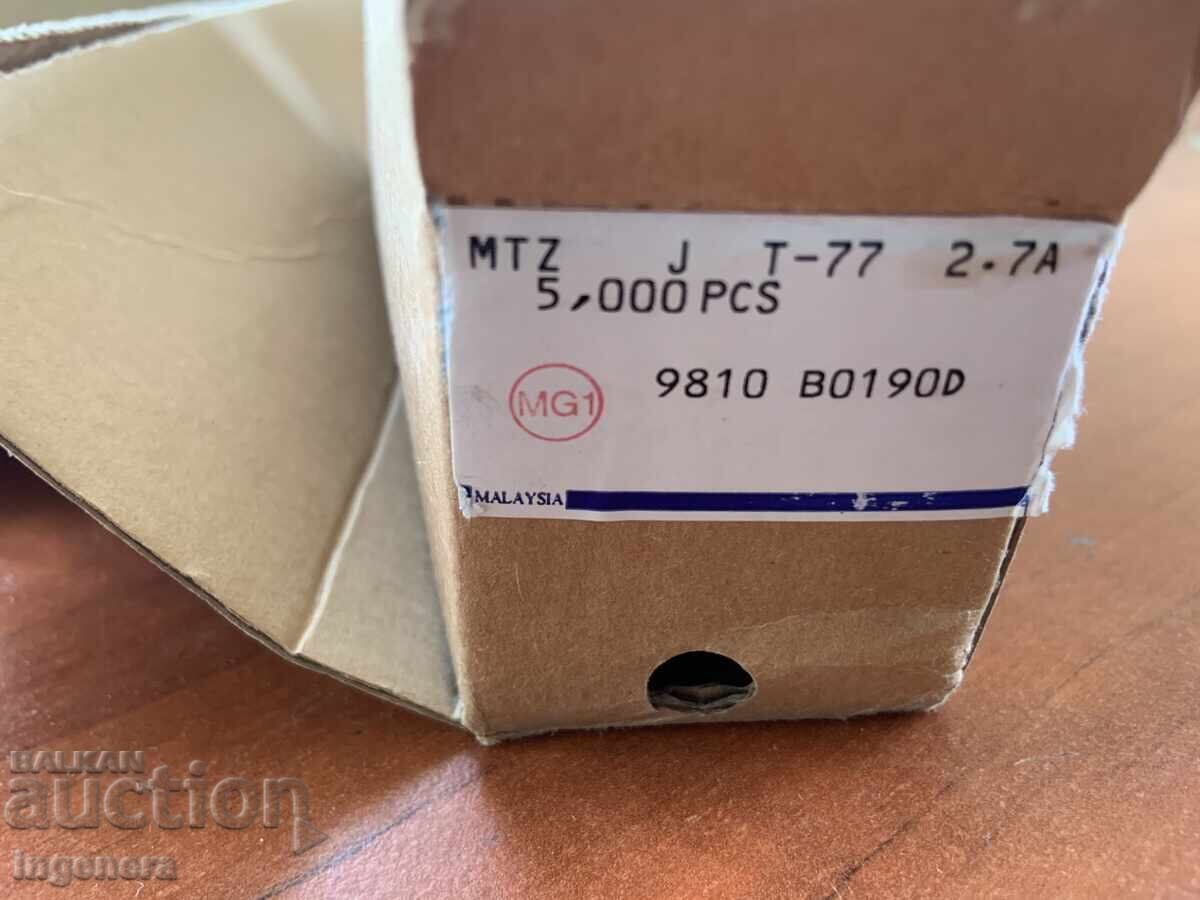 MTZ J T-77 2.7A
5,000 PCS
MG1 9810 B0190D
MALAYSIA
BALKAN
auction
ingenera